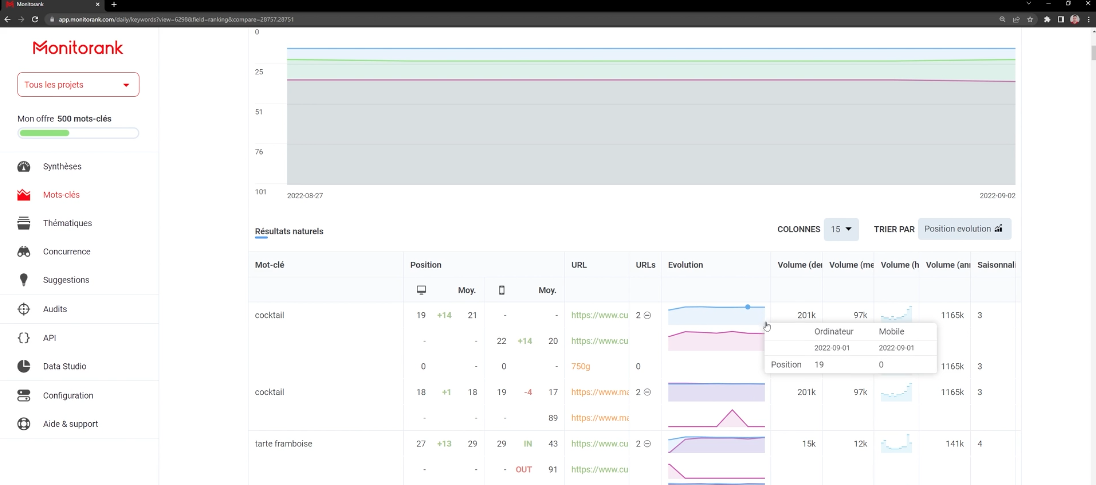 Monitorank
app.monitorank.com/daily/keywords?view=6298&field=ranking&compare=28757.28751
Monitorank
Tous les projets
Mon offre 500 mots-clés
Synthèses
Mots-clés
Thématiques
Concurrence
Suggestions
Audits
API
Data Studio
Configuration
Aide & support
0
25
51
76
101
2022-08-27 2022-09-02
Résultats naturels COLONNES 15 TRIER PAR Position evolution
Mot-clé Position URL URLs Evolution Volume (der Volume (me Volume (h Volume (ann Saisonnali
Moy. Moy.
cocktail 19 +14 21 - - https://www.cu 2 201k 97k 1165k 3
- - 22 +14 20 https://www.cu
0 - 0 - 750g 0 1165k 3
Ordinateur Mobile
2022-09-01 2022-09-01
Position 19 0
cocktail 18 +1 18 19 -4 17 https://www.ma 2 201k 97k 1165k 3
- - 89 https://www.ma
tarte framboise 27 +13 29 29 IN 43 https://www.cu 2 15k 12k 141k 4
- - - OUT 91 https://www.cu